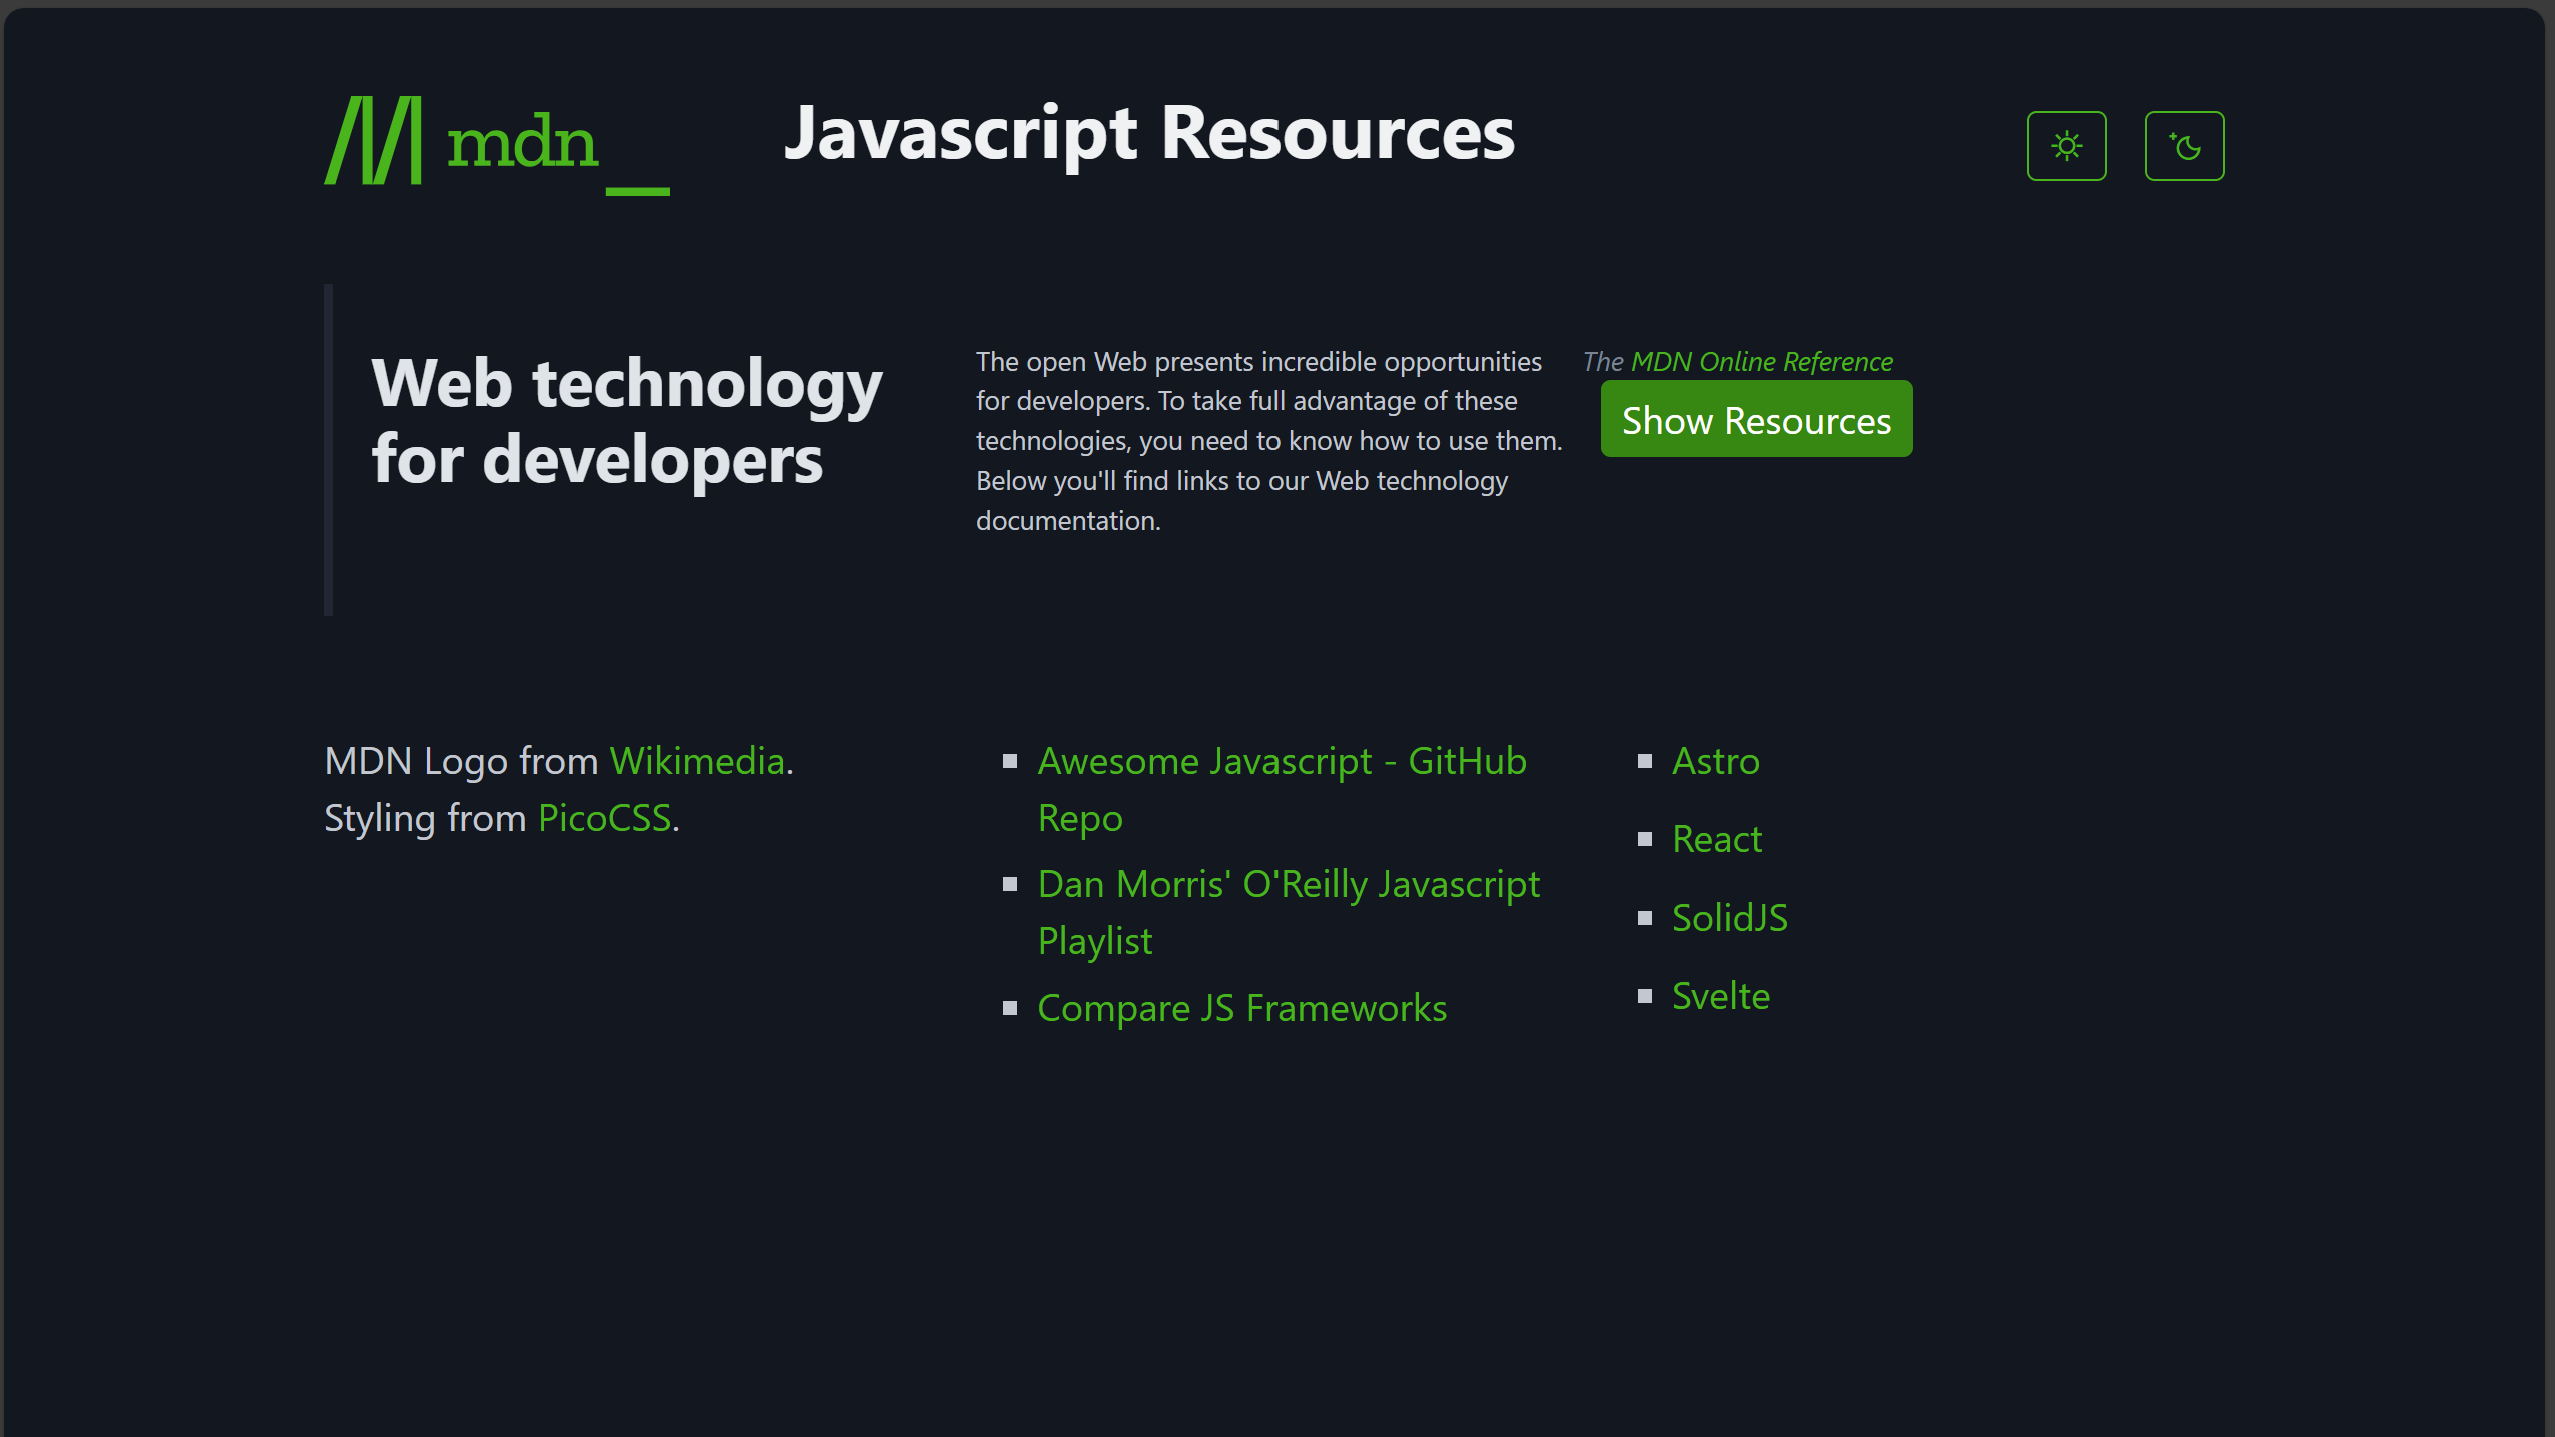 mdn_
Javascript Resources
Web technology
for developers
The open Web presents incredible opportunities
for developers. To take full advantage of these
technologies, you need to know how to use them.
Below you'll find links to our Web technology
documentation.
The MDN Online Reference
Show Resources
MDN Logo from Wikimedia.
Styling from PicoCSS.
Awesome Javascript - GitHub
Repo
Dan Morris' O'Reilly Javascript
Playlist
Compare JS Frameworks
Astro
React
SolidJS
Svelte